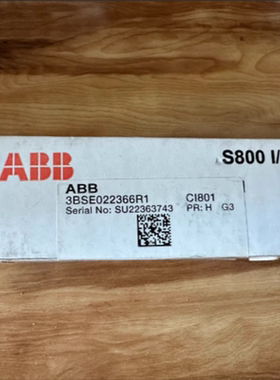 ABB
S800 I/
ABB
3BSE022366R1 CI801
Serial No: SU22363743 PR: H G3